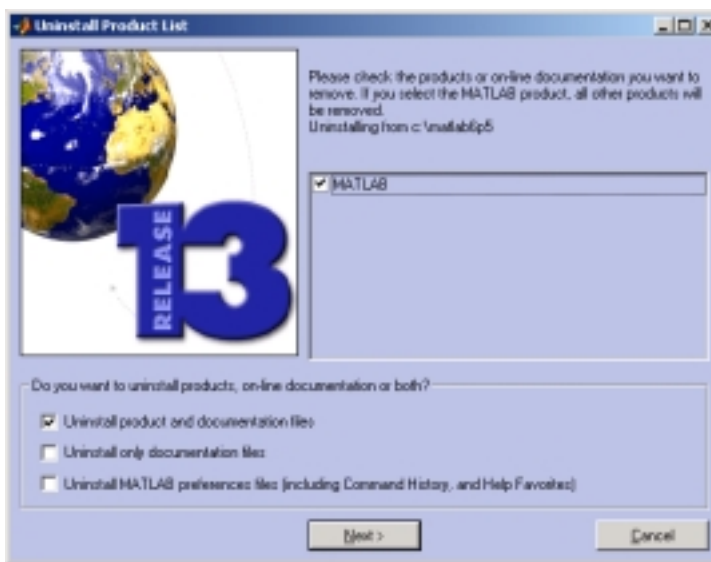 Uninstall Product List
Please check the products or on-line documentation you want to
remove. If you select the MATLAB product, all other products will
be removed.
Uninstalling from c:\matlab6p5
MATLAB
RELEASE
13
Do you want to uninstall products, on-line documentation or both?
Uninstall product and documentation files
Uninstall only documentation files
Uninstall MATLAB preferences files (including Command History, and Help Favorites)
Next >
Cancel